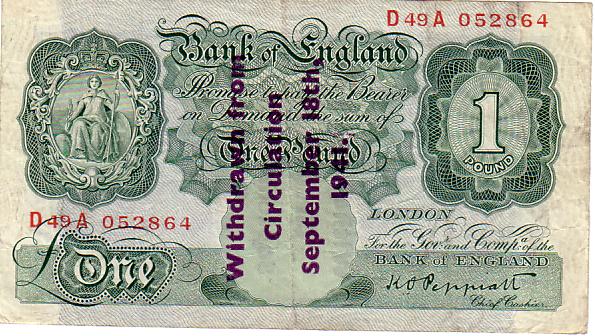 D49A 052864
Bank of England
Promise to pay the Bearer
on Demand the sum of
One Pound
1
POUND
Withdrawn from
Circulation
September 18th,
1941.
D49A 052864
LONDON
For the Gov.r and Comp.a of the
BANK OF ENGLAND
K O Peppiatt
Chief Cashier.
£ One